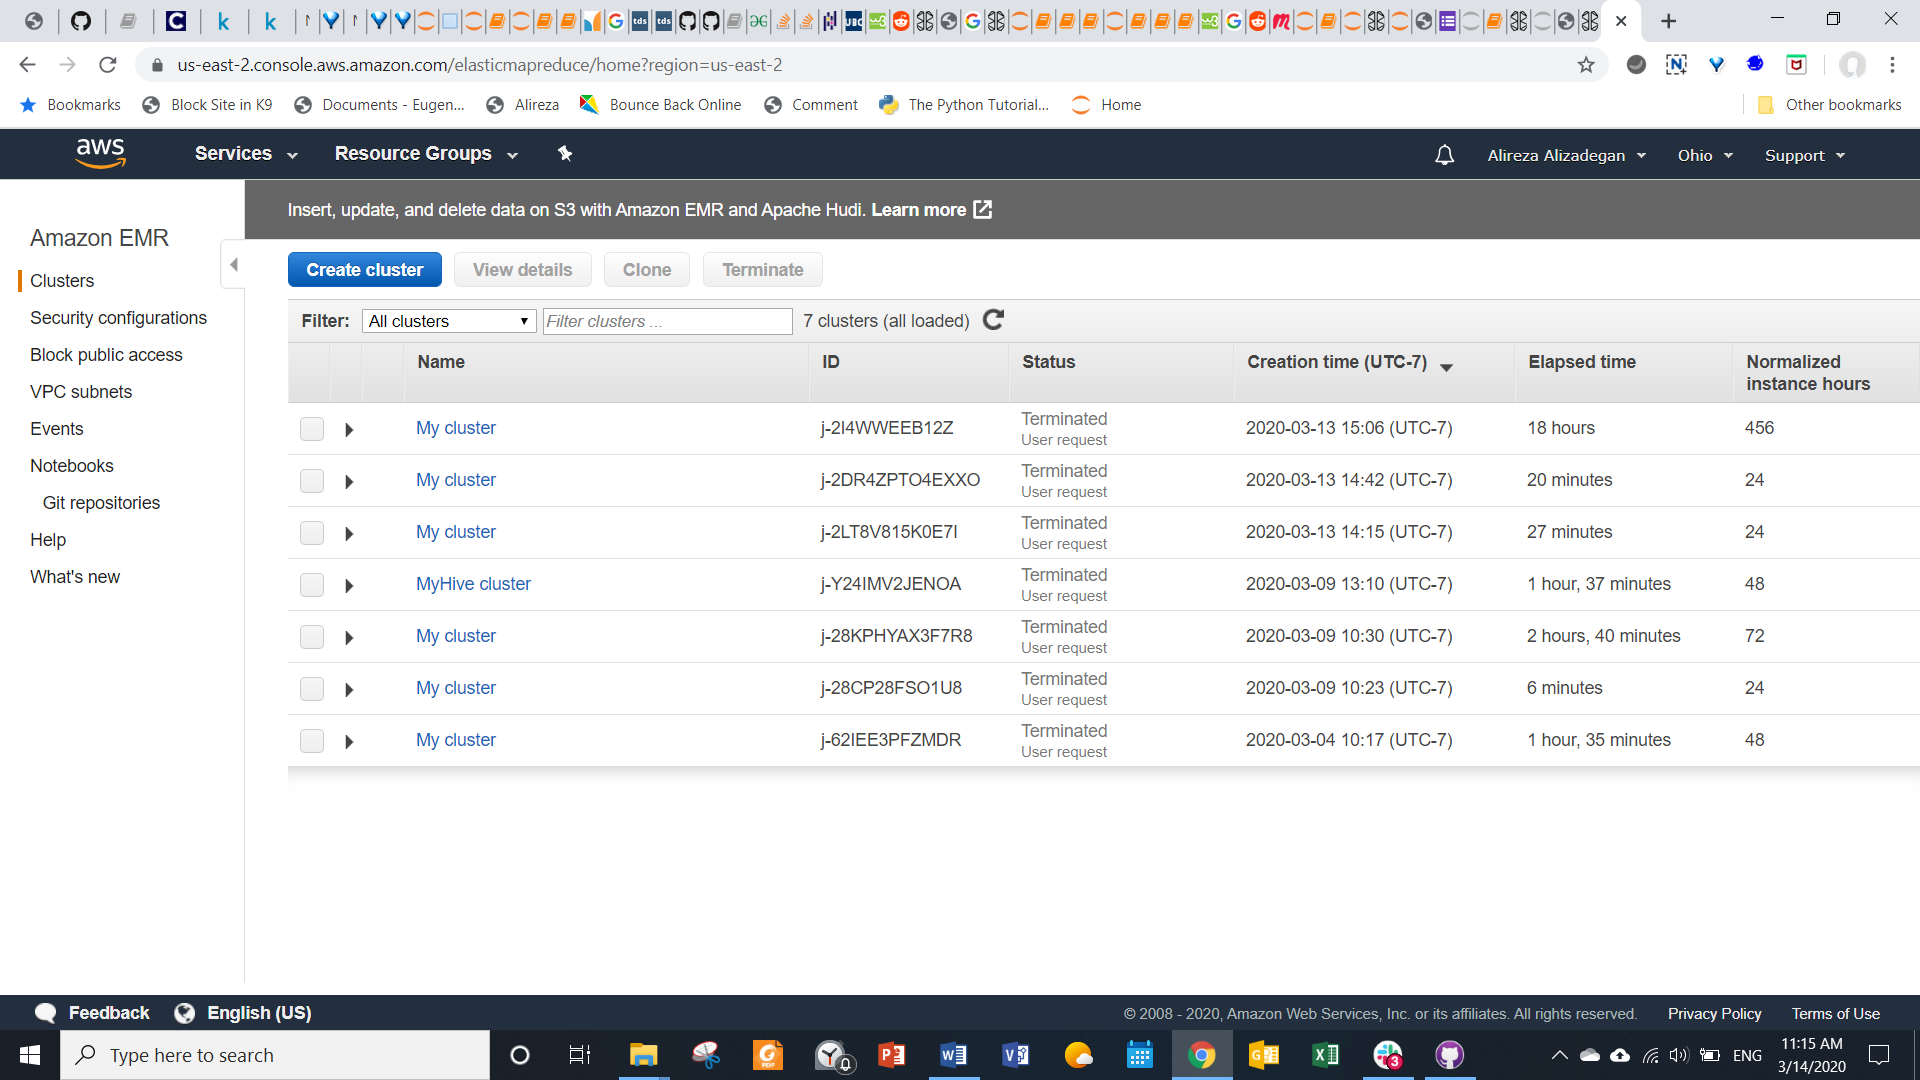 us-east-2.console.aws.amazon.com/elasticmapreduce/home?region=us-east-2
Bookmarks Block Site in K9 Documents - Eugen... Alireza Bounce Back Online Comment The Python Tutorial... Home Other bookmarks
aws Services Resource Groups Alireza Alizadegan Ohio Support
Insert, update, and delete data on S3 with Amazon EMR and Apache Hudi. Learn more
Amazon EMR
Clusters
Security configurations
Block public access
VPC subnets
Events
Notebooks
Git repositories
Help
What's new
Create cluster View details Clone Terminate
Filter: All clusters Filter clusters ... 7 clusters (all loaded)
Name ID Status Creation time (UTC-7) Elapsed time Normalized
instance hours
My cluster j-2I4WWEEB12Z Terminated 2020-03-13 15:06 (UTC-7) 18 hours 456
User request
My cluster j-2DR4ZPTO4EXXO Terminated 2020-03-13 14:42 (UTC-7) 20 minutes 24
User request
My cluster j-2LT8V815K0E7I Terminated 2020-03-13 14:15 (UTC-7) 27 minutes 24
User request
MyHive cluster j-Y24IMV2JENOA Terminated 2020-03-09 13:10 (UTC-7) 1 hour, 37 minutes 48
User request
My cluster j-28KPHYAX3F7R8 Terminated 2020-03-09 10:30 (UTC-7) 2 hours, 40 minutes 72
User request
My cluster j-28CP28FSO1U8 Terminated 2020-03-09 10:23 (UTC-7) 6 minutes 24
User request
My cluster j-62IEE3PFZMDR Terminated 2020-03-04 10:17 (UTC-7) 1 hour, 35 minutes 48
User request
Feedback English (US) © 2008 - 2020, Amazon Web Services, Inc. or its affiliates. All rights reserved. Privacy Policy Terms of Use
Type here to search ENG 11:15 AM
3/14/2020